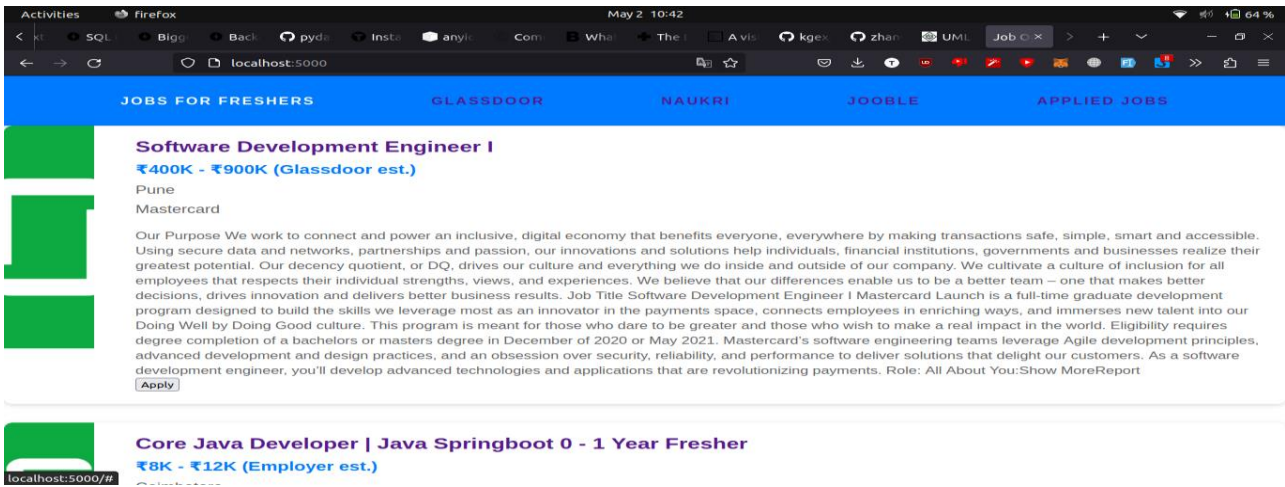 Activities
firefox
May 2 10:42
64 %
SQL
Bigg
Back
pyda
Insta
Com
What
The
A vis
kgex
zhan
UML
Job
localhost:5000
JOBS FOR FRESHERS
GLASSDOOR
NAUKRI
JOOBLE
APPLIED JOBS
Software Development Engineer I
₹400K - ₹900K (Glassdoor est.)
Pune
Mastercard
Our Purpose We work to connect and power an inclusive, digital economy that benefits everyone, everywhere by making transactions safe, simple, smart and accessible.
Using secure data and networks, partnerships and passion, our innovations and solutions help individuals, financial institutions, governments and businesses realize their
greatest potential. Our decency quotient, or DQ, drives our culture and everything we do inside and outside of our company. We cultivate a culture of inclusion for all
employees that respects their individual strengths, views, and experiences. We believe that our differences enable us to be a better team – one that makes better
decisions, drives innovation and delivers better business results. Job Title Software Development Engineer I Mastercard Launch is a full-time graduate development
program designed to build the skills we leverage most as an innovator in the payments space, connects employees in enriching ways, and immerses new talent into our
Doing Well by Doing Good culture. This program is meant for those who dare to be greater and those who wish to make a real impact in the world. Eligibility requires
degree completion of a bachelors or masters degree in December of 2020 or May 2021. Mastercard's software engineering teams leverage Agile development principles,
advanced development and design practices, and an obsession over security, reliability, and performance to deliver solutions that delight our customers. As a software
development engineer, you'll develop advanced technologies and applications that are revolutionizing payments. Role: All About You:Show MoreReport
Apply
Core Java Developer | Java Springboot 0 - 1 Year Fresher
₹8K - ₹12K (Employer est.)
localhost:5000/#